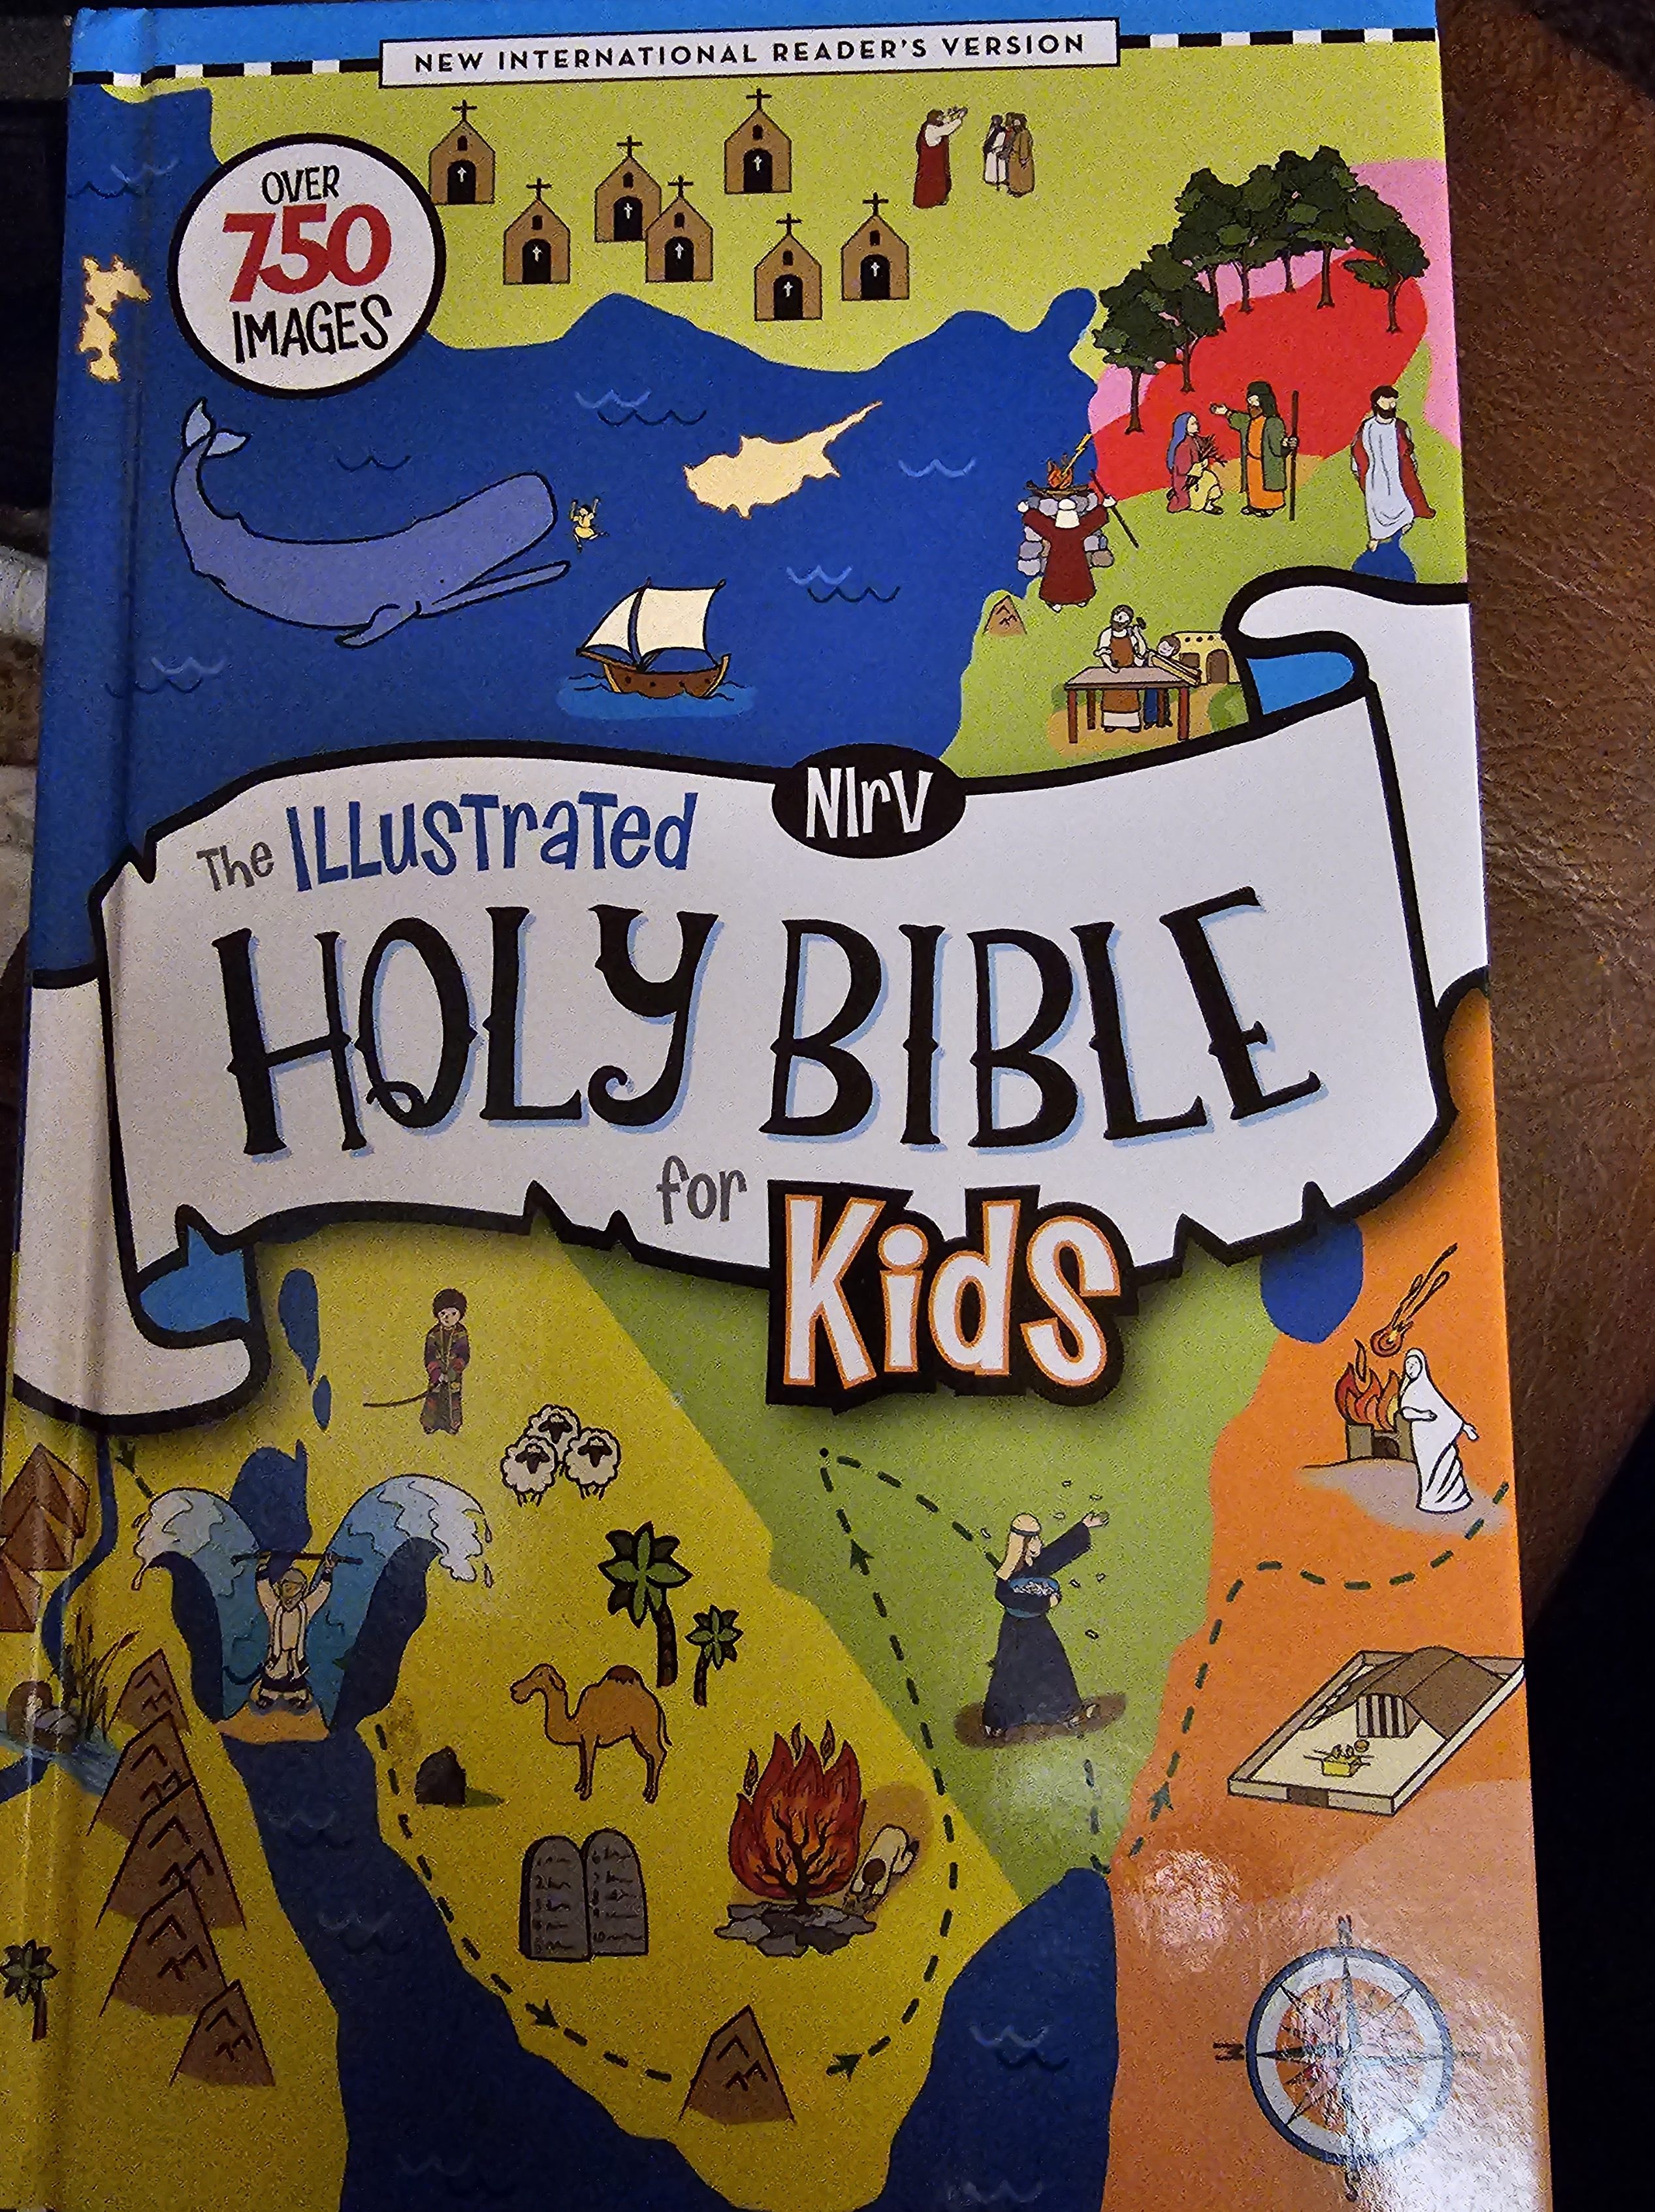 NEW INTERNATIONAL READER'S VERSION
OVER
750
IMAGES
NIrV
The ILLUSTrATed
HOLY BIBLE
for Kids